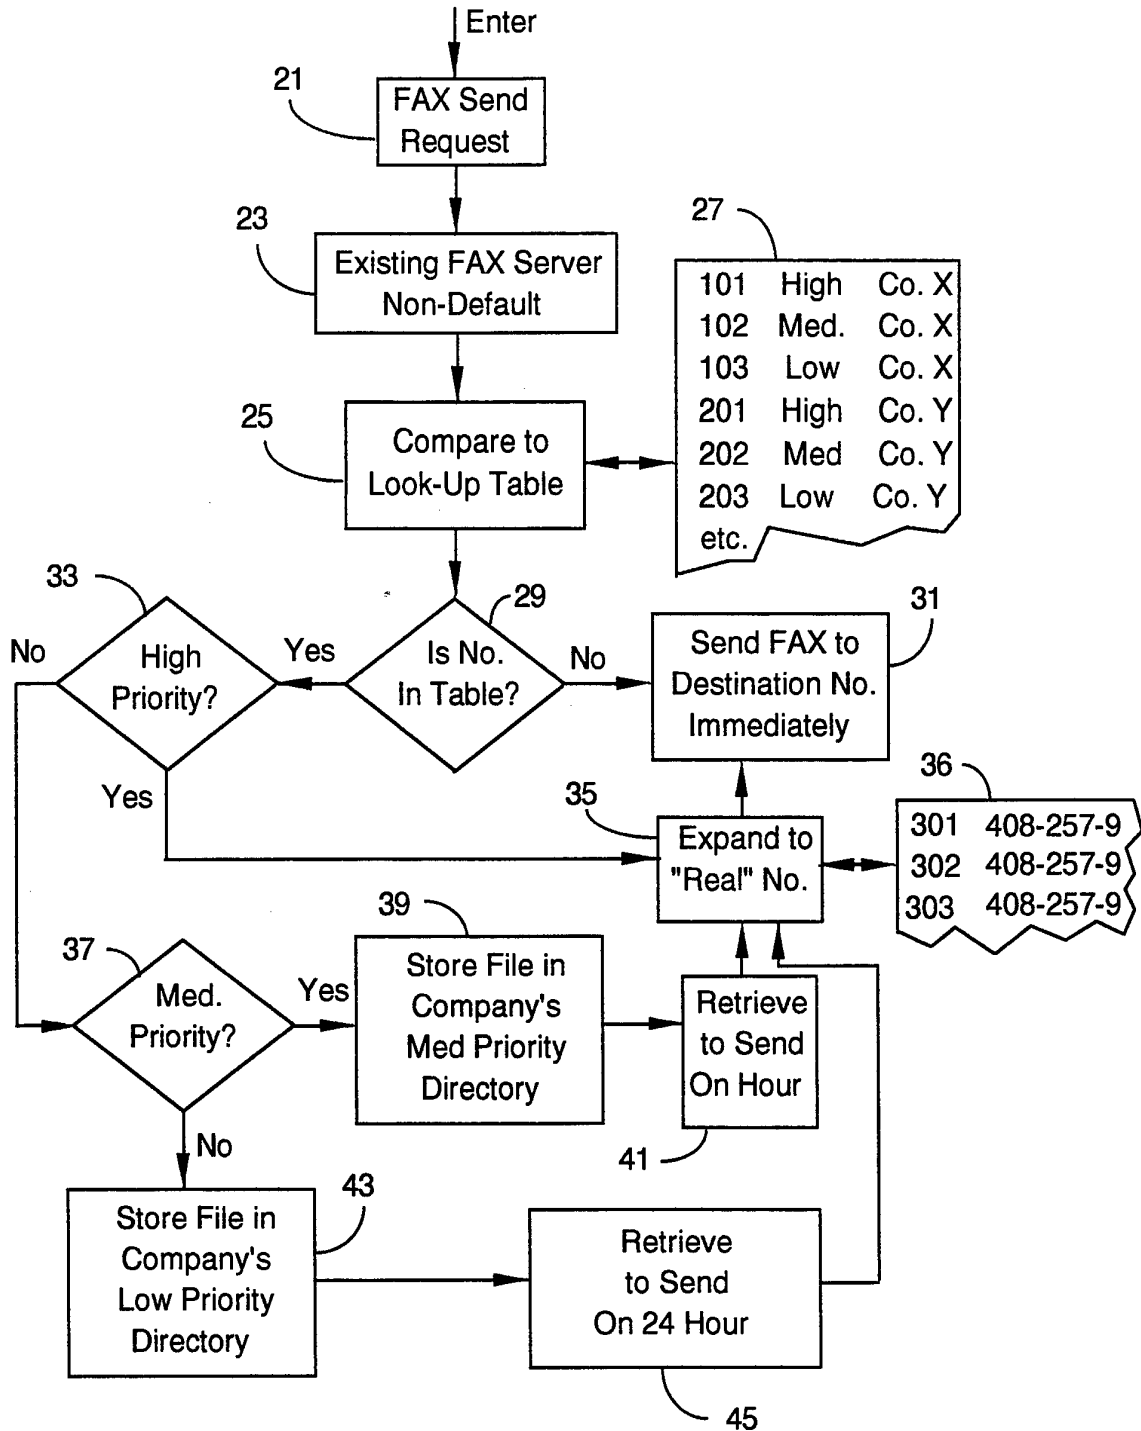 Enter
21
FAX Send
Request
23
Existing FAX Server
Non-Default
27
101 High Co. X
102 Med. Co. X
103 Low Co. X
201 High Co. Y
202 Med Co. Y
203 Low Co. Y
etc.
25
Compare to
Look-Up Table
33
High
Priority?
No
Yes
29
Is No.
In Table?
Yes
No
31
Send FAX to
Destination No.
Immediately
35
Expand to
"Real" No.
36
301 408-257-9
302 408-257-9
303 408-257-9
37
Med.
Priority?
Yes
No
39
Store File in
Company's
Med Priority
Directory
41
Retrieve
to Send
On Hour
43
Store File in
Company's
Low Priority
Directory
Retrieve
to Send
On 24 Hour
45